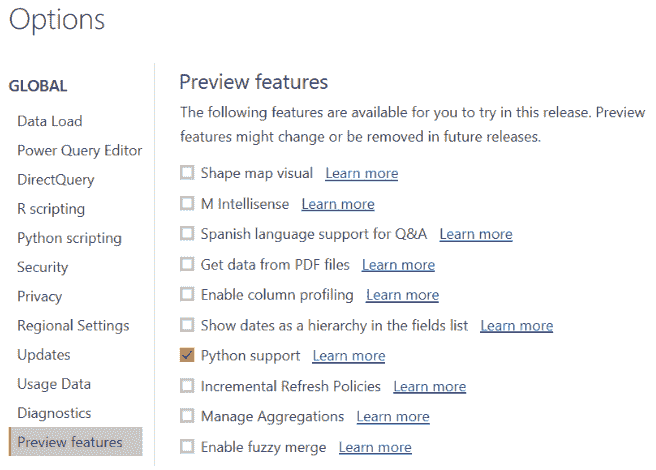 Options
GLOBAL
Data Load
Power Query Editor
DirectQuery
R scripting
Python scripting
Security
Privacy
Regional Settings
Updates
Usage Data
Diagnostics
Preview features
Preview features
The following features are available for you to try in this release. Preview
features might change or be removed in future releases.
Shape map visual Learn more
M Intellisense Learn more
Spanish language support for Q&A Learn more
Get data from PDF files Learn more
Enable column profiling Learn more
Show dates as a hierarchy in the fields list Learn more
Python support Learn more
Incremental Refresh Policies Learn more
Manage Aggregations Learn more
Enable fuzzy merge Learn more